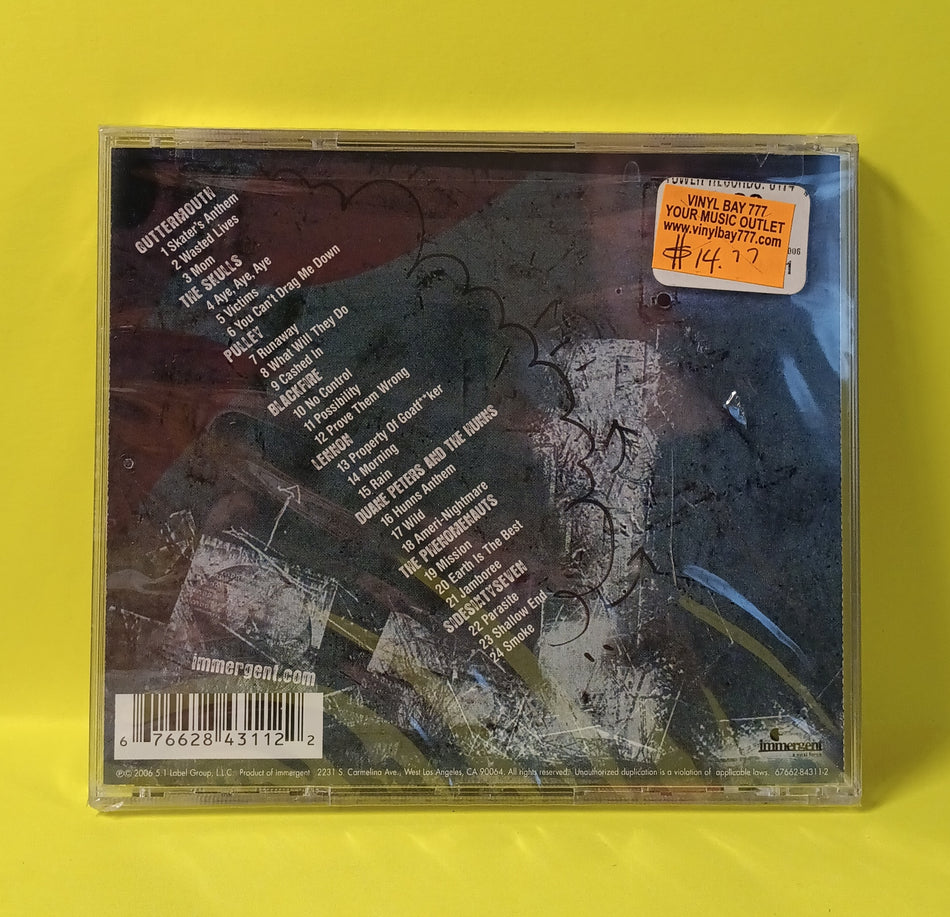 TOWER RECORDS:
VINYL BAY 777
YOUR MUSIC OUTLET
www.vinylbay777.com
$14.77
GUTTERMOUTH
1 Skater's Anthem
2 Wasted Lives
3 Mom
THE SKULLS
4 Aye, Aye, Aye
5 Victims
6 You Can't Drag Me Down
PULLEY
7 Runaway
8 What Will They Do
9 Cashed In
BLACKFIRE
10 No Control
11 Possibility
12 Prove Them Wrong
LENNON
13 Property Of Goatf**ker
14 Morning
15 Rain
DUANE PETERS AND THE HUNNS
16 Hunns Anthem
17 Wild
18 Ameri-Nightmare
THE PHENOMENAUTS
19 Mission
20 Earth Is The Best
21 Jamboree
SIDESIXTYSEVEN
22 Parasite
23 Shallow End
24 Smoke
immergent.com
6 76628 43112 2
immergent
℗© 2006 5.1 Label Group, L.L.C. Product of immergent 2231 S. Carmelina Ave., West Los Angeles, CA 90064. All rights reserved. Unauthorized duplication is a violation of applicable laws. 67662-84311-2